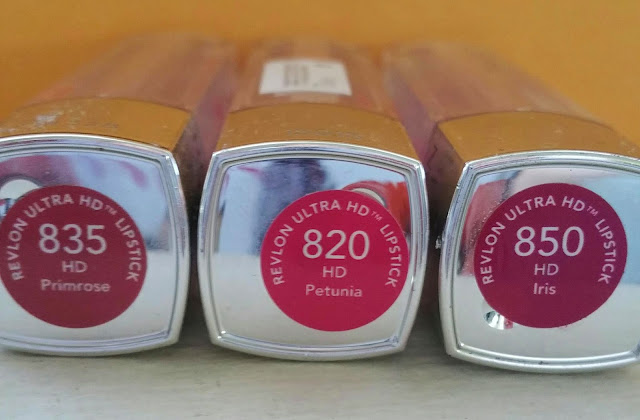 REVLON ULTRA HD™ LIPSTICK
835
HD
Primrose
REVLON ULTRA HD™ LIPSTICK
820
HD
Petunia
REVLON ULTRA HD™ LIPSTICK
850
HD
Iris